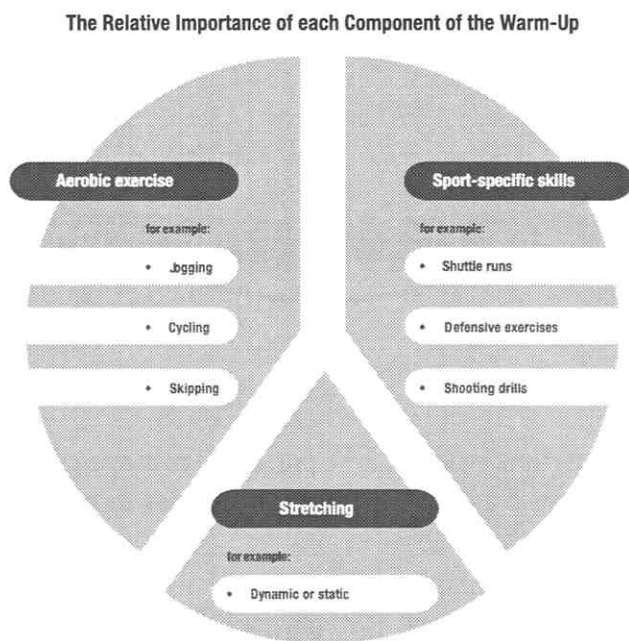 The Relative Importance of each Component of the Warm-Up
Aerobic exercise
for example:
• Jogging
• Cycling
• Skipping
Sport-specific skills
for example:
• Shuttle runs
• Defensive exercises
• Shooting drills
Stretching
for example:
• Dynamic or static